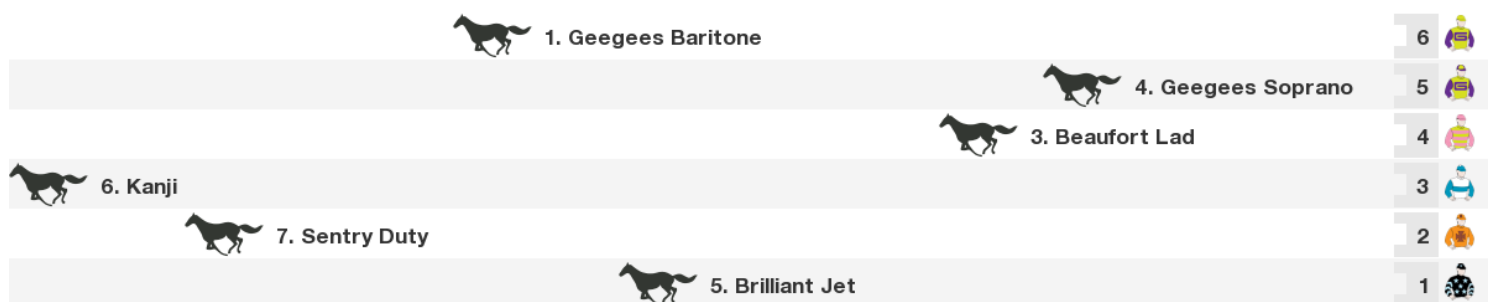 1. Geegees Baritone 6
4. Geegees Soprano 5
3. Beaufort Lad 4
6. Kanji 3
7. Sentry Duty 2
5. Brilliant Jet 1